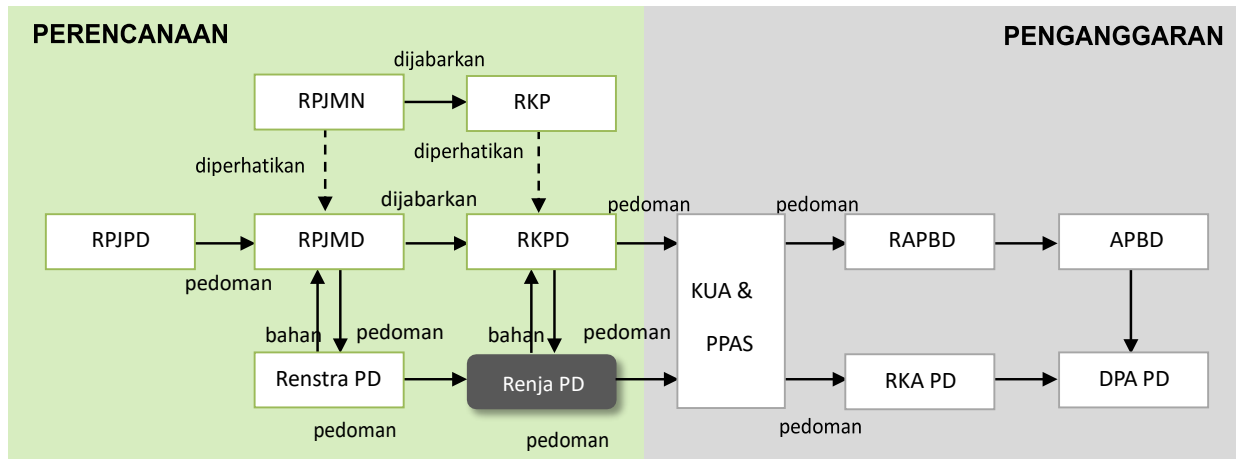 PERENCANAAN
PENGANGGARAN
dijabarkan
RPJMN
RKP
diperhatikan
diperhatikan
dijabarkan
pedoman
pedoman
RPJPD
RPJMD
RKPD
RAPBD
APBD
pedoman
KUA &
PPAS
bahan
pedoman
bahan
pedoman
Renstra PD
Renja PD
RKA PD
DPA PD
pedoman
pedoman
pedoman